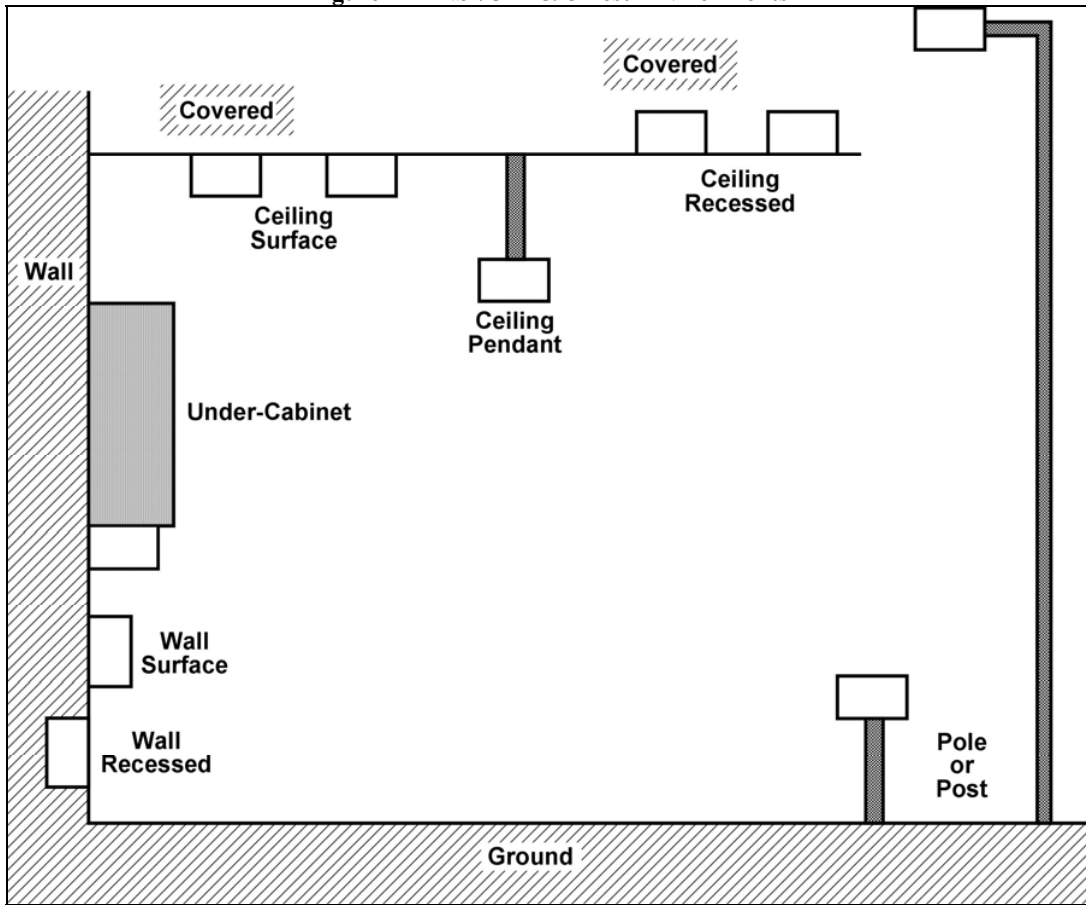 Covered
Covered
Ceiling
Recessed
Ceiling
Surface
Wall
Ceiling
Pendant
Under-Cabinet
Wall
Surface
Wall
Recessed
Pole
or
Post
Ground